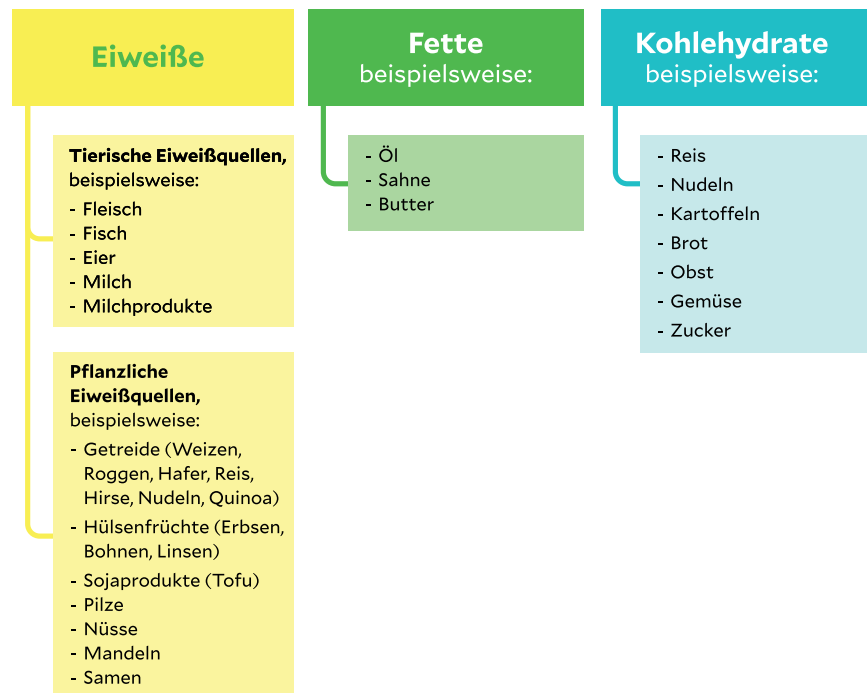 Eiweiße
Tierische Eiweißquellen,
beispielsweise:
- Fleisch
- Fisch
- Eier
- Milch
- Milchprodukte
Pflanzliche
Eiweißquellen,
beispielsweise:
- Getreide (Weizen,
Roggen, Hafer, Reis,
Hirse, Nudeln, Quinoa)
- Hülsenfrüchte (Erbsen,
Bohnen, Linsen)
- Sojaprodukte (Tofu)
- Pilze
- Nüsse
- Mandeln
- Samen
Fette
beispielsweise:
- Öl
- Sahne
- Butter
Kohlehydrate
beispielsweise:
- Reis
- Nudeln
- Kartoffeln
- Brot
- Obst
- Gemüse
- Zucker